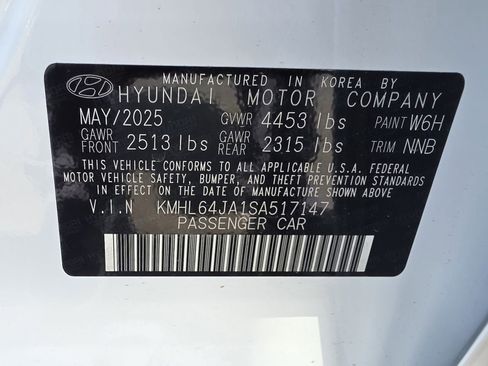 MANUFACTURED IN KOREA BY
HYUNDAI MOTOR COMPANY
MAY/2025 GVWR 4453 lbs PAINT W6H
GAWR FRONT 2513 lbs GAWR REAR 2315 lbs TRIM NNB
THIS VEHICLE CONFORMS TO ALL APPLICABLE U.S.A. FEDERAL
MOTOR VEHICLE SAFETY, BUMPER, AND THEFT PREVENTION STANDARDS
IN EFFECT ON THE DATE OF MANUFACTURE SHOWN ABOVE
V.I.N KMHL64JA1SA517147
PASSENGER CAR